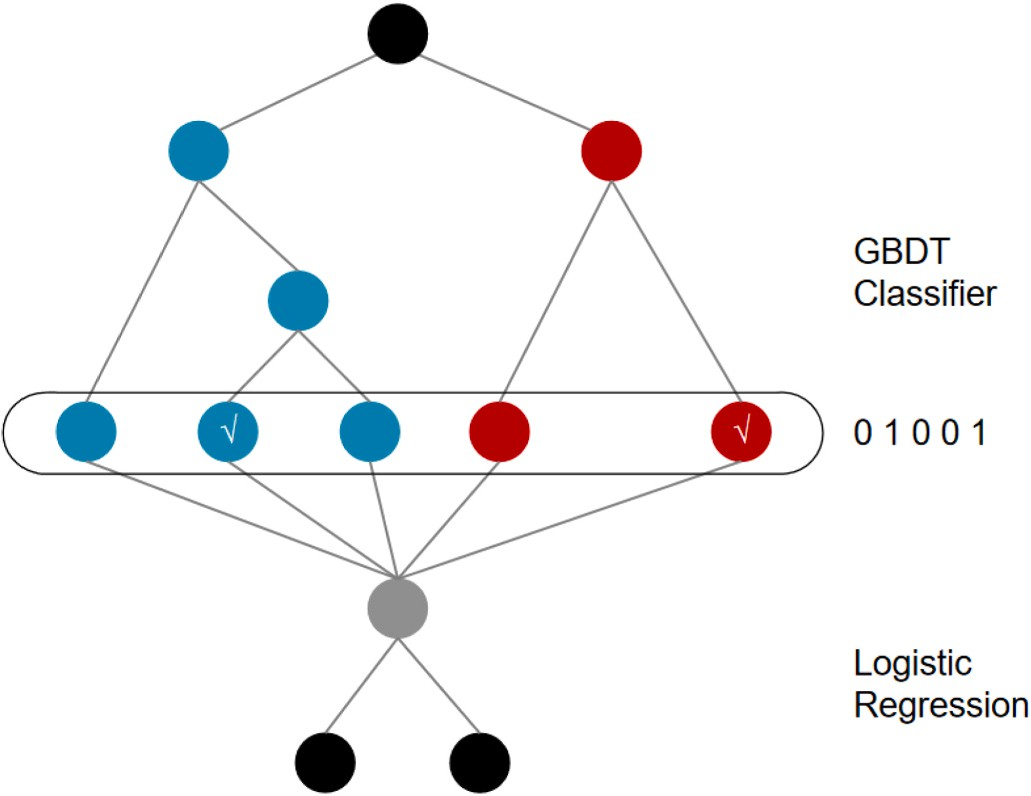 GBDT
Classifier
√ √
0 1 0 0 1
Logistic
Regression